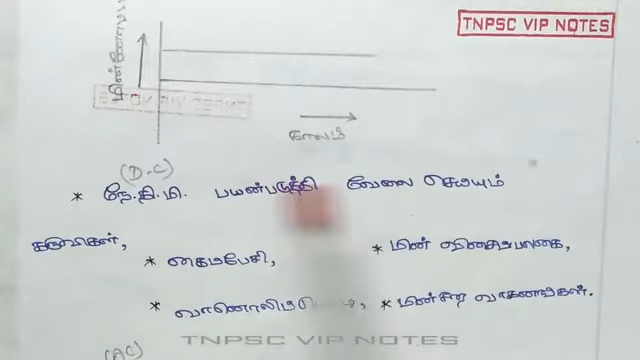 TNPSC VIP NOTES
காலம்
(D.C)
* நே.தி.மி. பயன்படுத்தி வேலை செய்யும்
கருவிகள்,
* கைப்பேசி, * மின் விசைப்பலகை,
* மின்சார வாகனங்கள்.
TNPSC VIP NOTES
(AC)